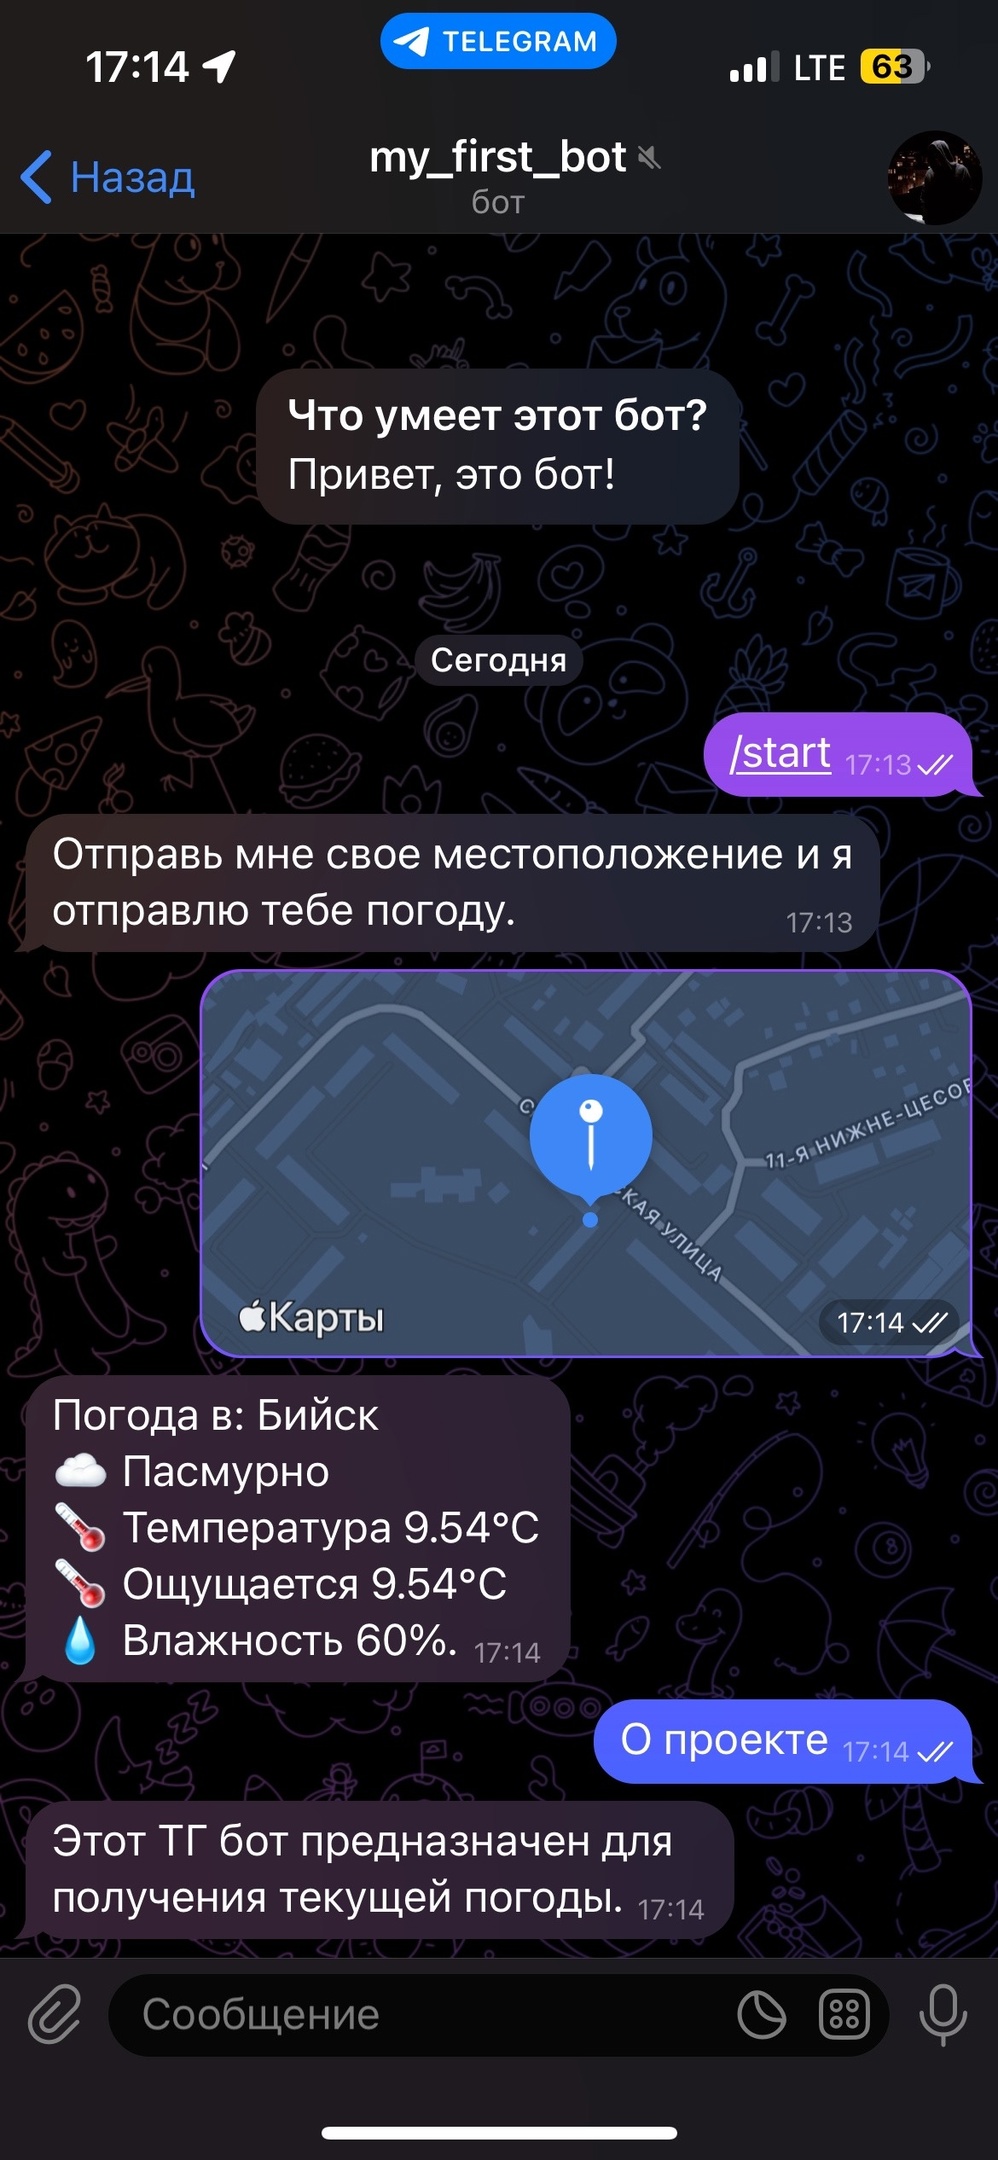 TELEGRAM
17:14
LTE 63
Назад
my_first_bot
бот
Что умеет этот бот?
Привет, это бот!
Сегодня
/start 17:13
Отправь мне свое местоположение и я
отправлю тебе погоду. 17:13
11-Я НИЖНЕ-ЦЕСОР
СКАЯ УЛИЦА
Карты
17:14
Погода в: Бийск
Пасмурно
Температура 9.54°C
Ощущается 9.54°C
Влажность 60%. 17:14
О проекте 17:14
Этот ТГ бот предназначен для
получения текущей погоды. 17:14
Сообщение